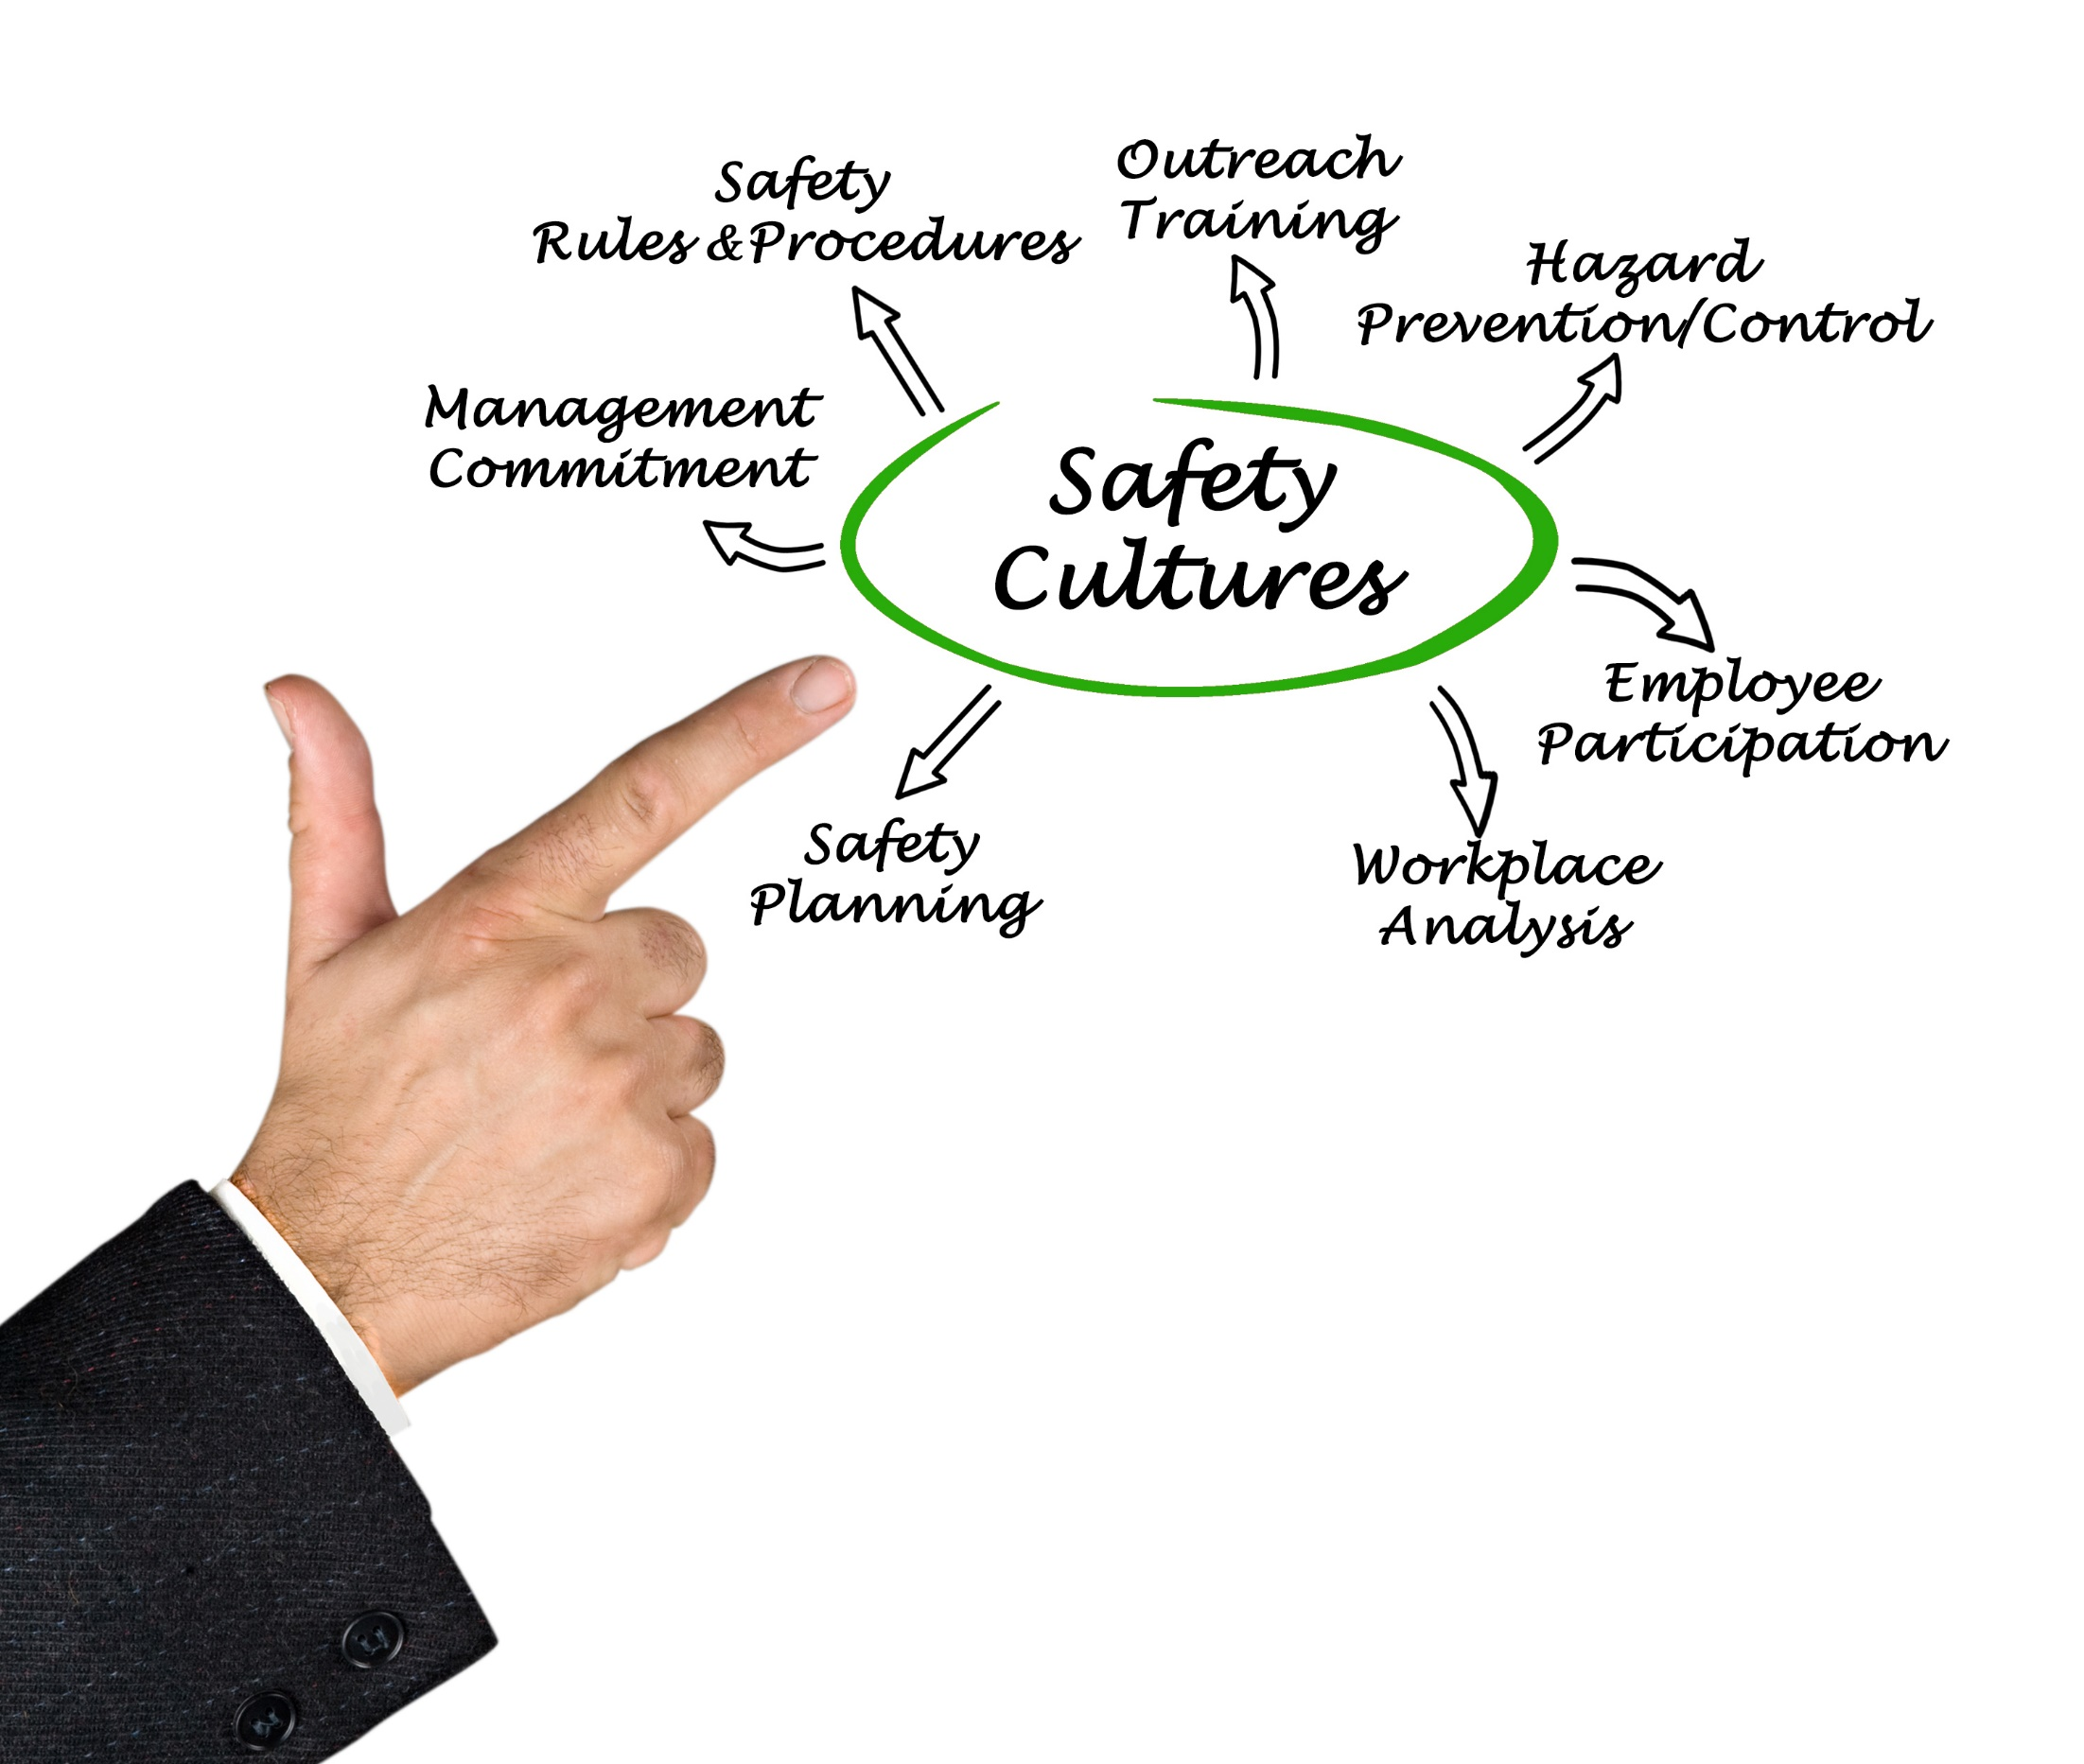 Outreach
Training
Safety
Rules &Procedures
Hazard
Prevention/Control
Management
Commitment
Safety
Cultures
Employee
Participation
Safety
Planning
Workplace
Analysis